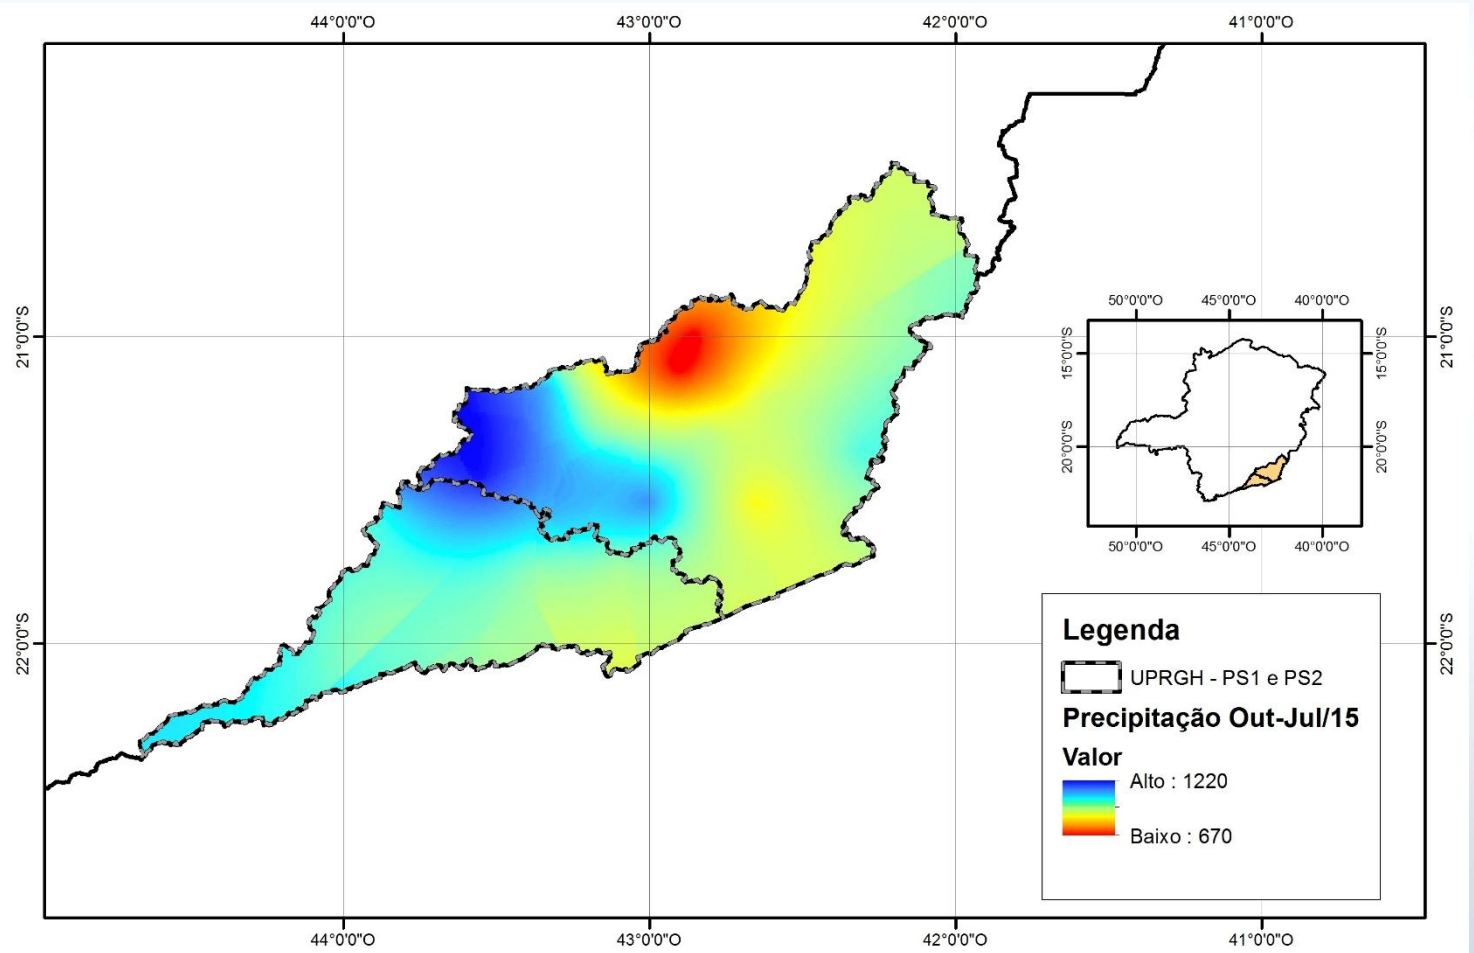 44°0'0"O 43°0'0"O 42°0'0"O 41°0'0"O
21°0'0"S
22°0'0"S
21°0'0"S
22°0'0"S
44°0'0"O 43°0'0"O 42°0'0"O 41°0'0"O
50°0'0"O 45°0'0"O 40°0'0"O
15°0'0"S
20°0'0"S
15°0'0"S
20°0'0"S
50°0'0"O 45°0'0"O 40°0'0"O
Legenda
UPRGH - PS1 e PS2
Precipitação Out-Jul/15
Valor
Alto : 1220
Baixo : 670